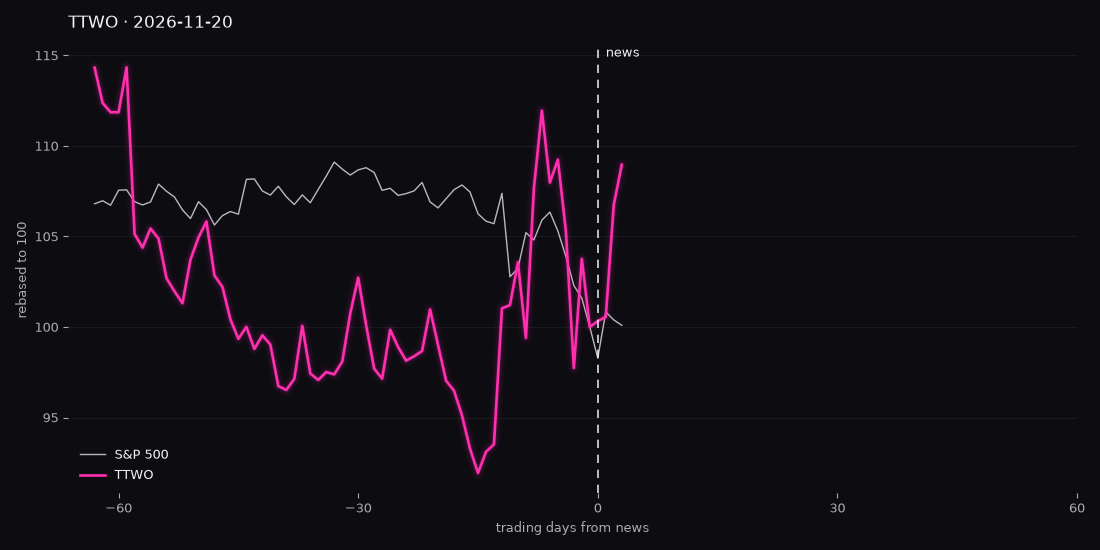 TTWO · 2026-11-20
115
110
105
100
95
rebased to 100
news
S&P 500
TTWO
−60
−30
0
30
60
trading days from news